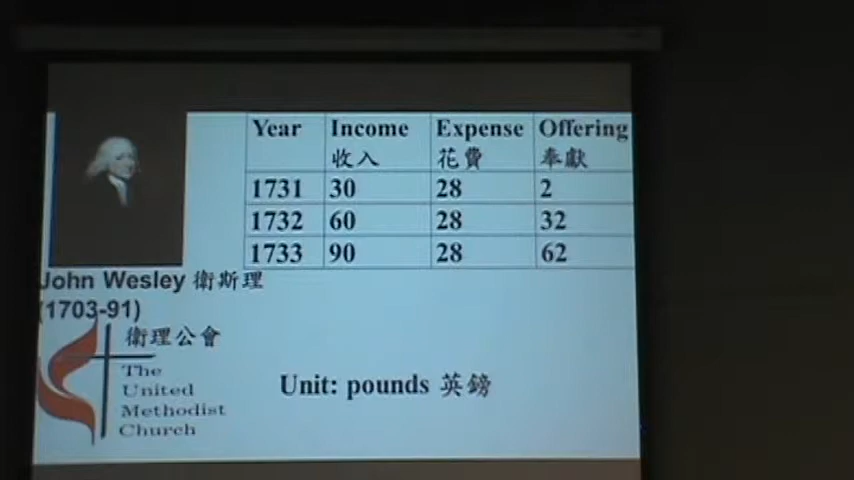 Year Income Expense Offering
收入 花費 奉獻
1731 30 28 2
1732 60 28 32
1733 90 28 62
John Wesley 衛斯理
(1703-91)
衛理公會
The
United
Methodist
Church
Unit: pounds 英鎊